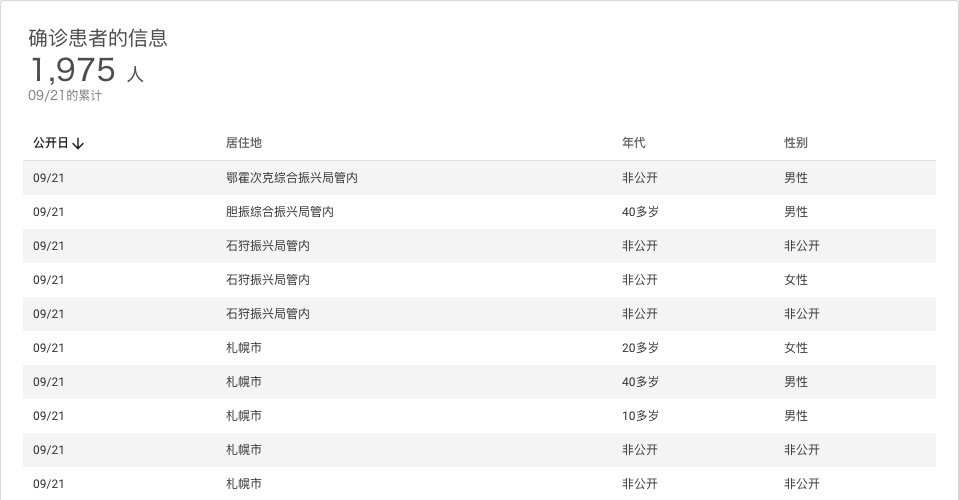 确诊患者的信息
1,975 人
09/21的累计
公开日↓ 居住地 年代 性别
09/21 鄂霍次克综合振兴局管内 非公开 男性
09/21 胆振综合振兴局管内 40多岁 男性
09/21 石狩振兴局管内 非公开 非公开
09/21 石狩振兴局管内 非公开 女性
09/21 石狩振兴局管内 非公开 非公开
09/21 札幌市 20多岁 女性
09/21 札幌市 40多岁 男性
09/21 札幌市 10多岁 男性
09/21 札幌市 非公开 非公开
09/21 札幌市 非公开 非公开